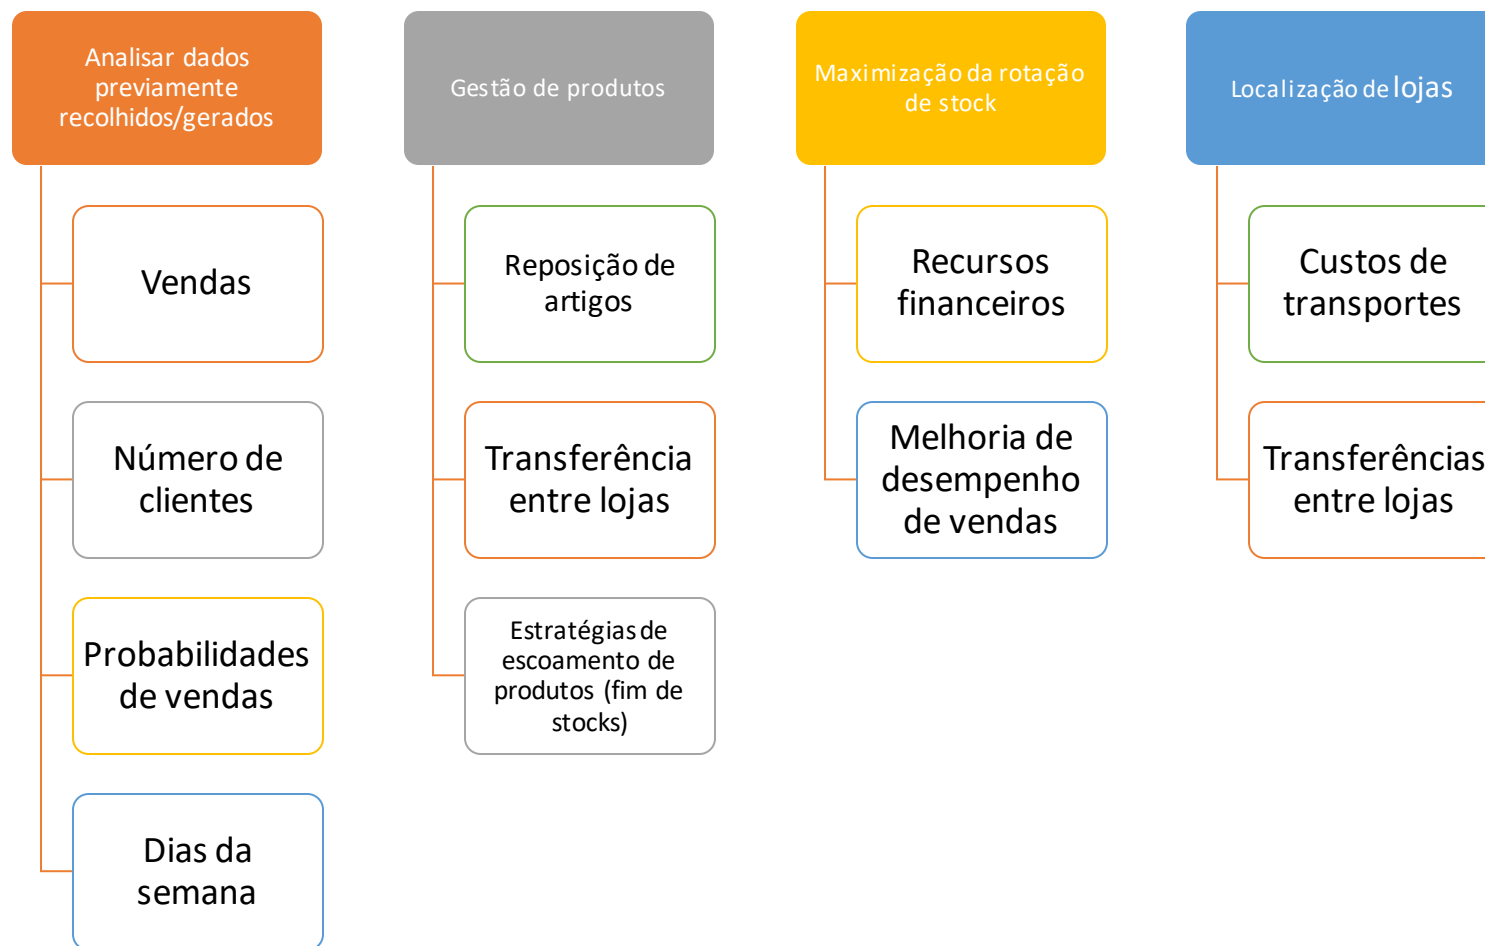 Analisar dados
previamente
recolhidos/gerados
Vendas
Número de
clientes
Probabilidades
de vendas
Dias da
semana
Gestão de produtos
Reposição de
artigos
Transferência
entre lojas
Estratégias de
escoamento de
produtos (fim de
stocks)
Maximização da rotação
de stock
Recursos
financeiros
Melhoria de
desempenho
de vendas
Localização de lojas
Custos de
transportes
Transferências
entre lojas